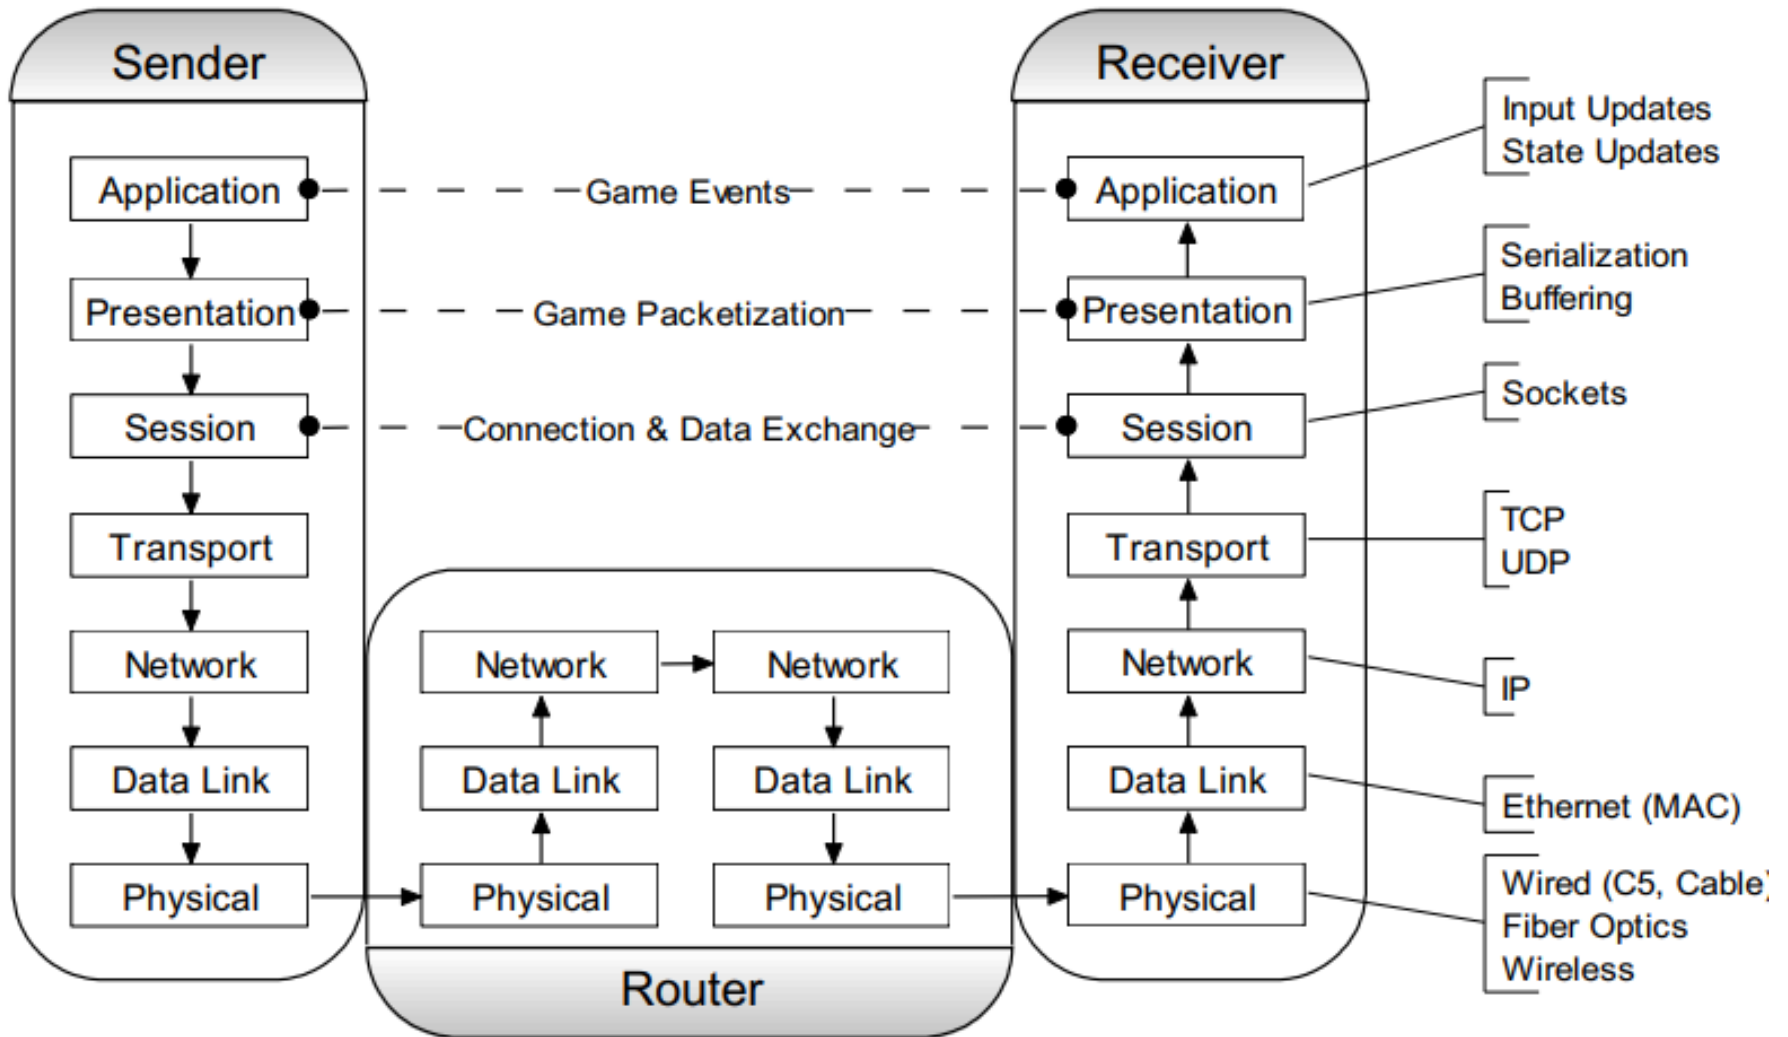 Sender
Receiver
Application
Presentation
Session
Transport
Network
Data Link
Physical
Game Events
Game Packetization
Connection & Data Exchange
Network
Data Link
Physical
Network
Data Link
Physical
Router
Application
Presentation
Session
Transport
Network
Data Link
Physical
Input Updates
State Updates
Serialization
Buffering
Sockets
TCP
UDP
IP
Ethernet (MAC)
Wired (C5, Cable)
Fiber Optics
Wireless